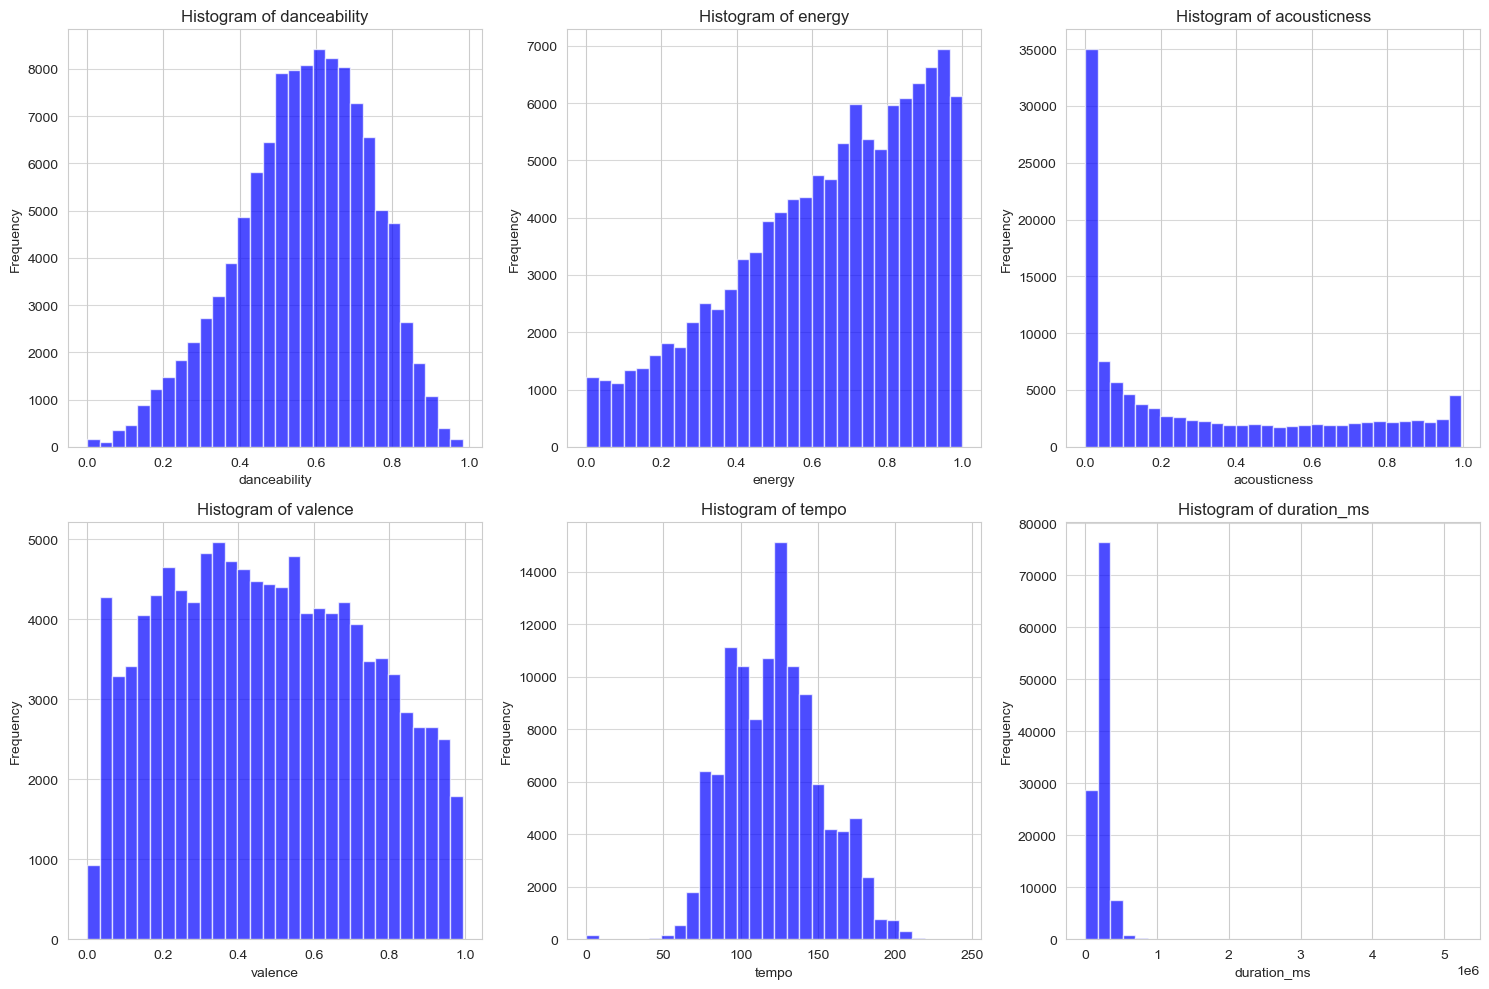 Histogram of danceability
Frequency
8000
7000
6000
5000
4000
3000
2000
1000
0
0.0 0.2 0.4 0.6 0.8 1.0
danceability
Histogram of energy
Frequency
7000
6000
5000
4000
3000
2000
1000
0
0.0 0.2 0.4 0.6 0.8 1.0
energy
Histogram of acousticness
Frequency
35000
30000
25000
20000
15000
10000
5000
0
0.0 0.2 0.4 0.6 0.8 1.0
acousticness
Histogram of valence
Frequency
5000
4000
3000
2000
1000
0
0.0 0.2 0.4 0.6 0.8 1.0
valence
Histogram of tempo
Frequency
14000
12000
10000
8000
6000
4000
2000
0
0 50 100 150 200 250
tempo
Histogram of duration_ms
Frequency
80000
70000
60000
50000
40000
30000
20000
10000
0
0 1 2 3 4 5
1e6
duration_ms